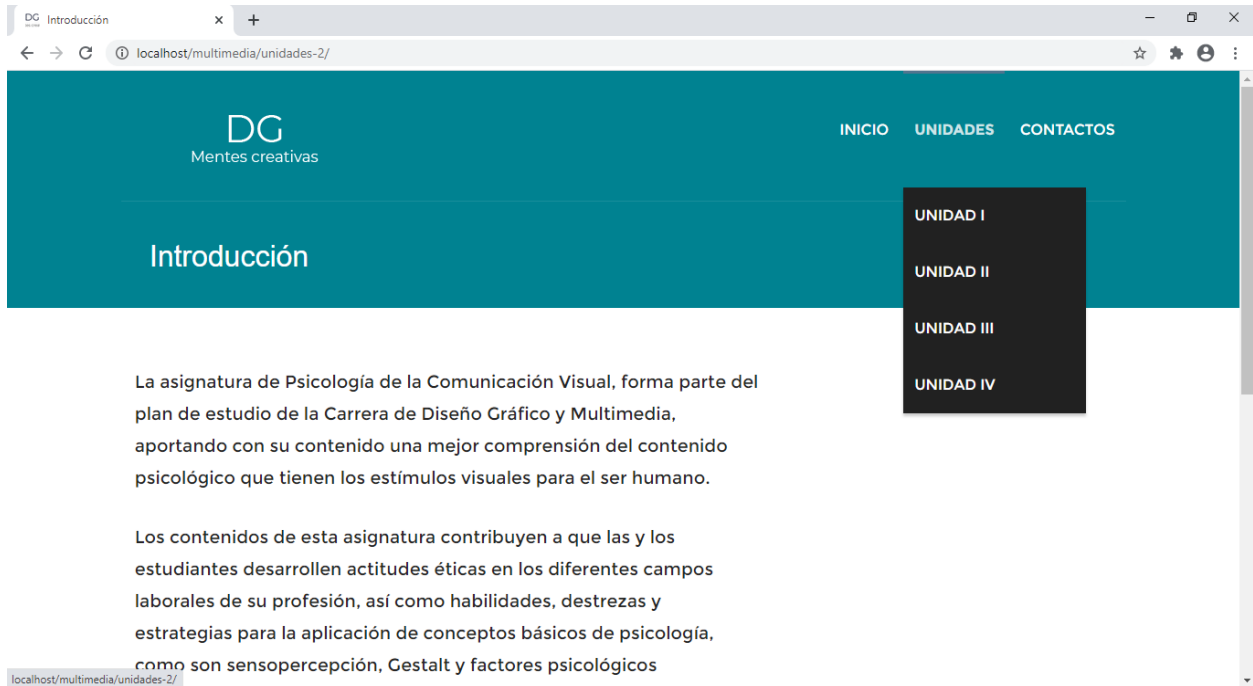 Introducción
localhost/multimedia/unidades-2/
DG
Mentes creativas
INICIO UNIDADES CONTACTOS
UNIDAD I
UNIDAD II
UNIDAD III
UNIDAD IV
Introducción
La asignatura de Psicología de la Comunicación Visual, forma parte del
plan de estudio de la Carrera de Diseño Gráfico y Multimedia,
aportando con su contenido una mejor comprensión del contenido
psicológico que tienen los estímulos visuales para el ser humano.
Los contenidos de esta asignatura contribuyen a que las y los
estudiantes desarrollen actitudes éticas en los diferentes campos
laborales de su profesión, así como habilidades, destrezas y
estrategias para la aplicación de conceptos básicos de psicología,
como son sensopercepción, Gestalt y factores psicológicos
localhost/multimedia/unidades-2/